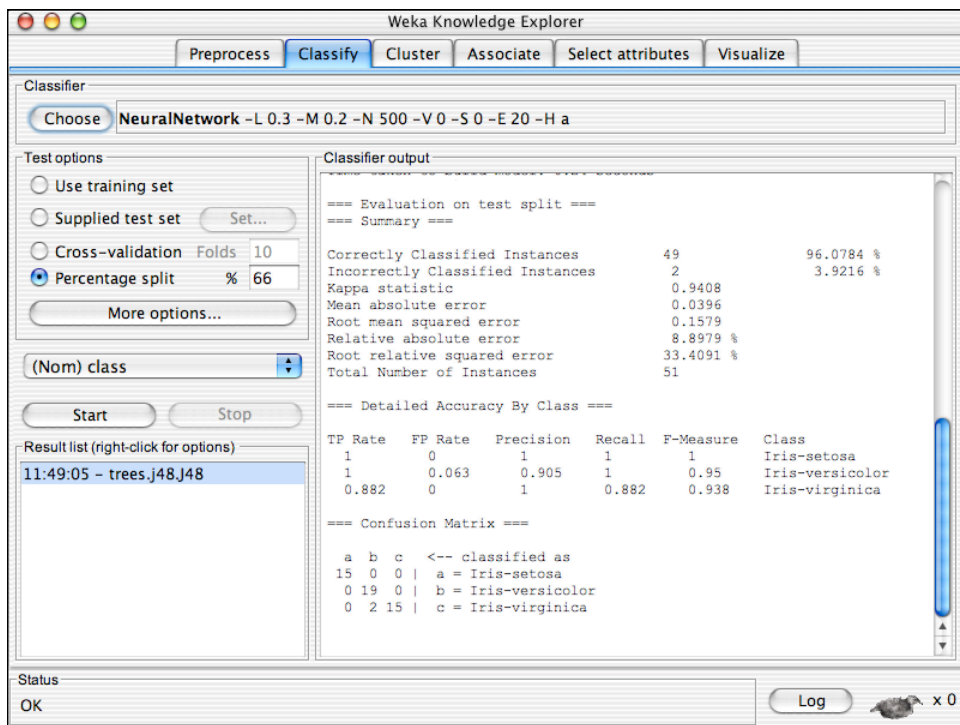 Weka Knowledge Explorer
Preprocess Classify Cluster Associate Select attributes Visualize
Classifier
Choose NeuralNetwork -L 0.3 -M 0.2 -N 500 -V 0 -S 0 -E 20 -H a
Test options
Use training set
Supplied test set Set...
Cross-validation Folds 10
Percentage split % 66
More options...
(Nom) class
Start Stop
Result list (right-click for options)
11:49:05 - trees.j48.J48
Classifier output
=== Evaluation on test split ===
=== Summary ===
Correctly Classified Instances 49 96.0784 %
Incorrectly Classified Instances 2 3.9216 %
Kappa statistic 0.9408
Mean absolute error 0.0396
Root mean squared error 0.1579
Relative absolute error 8.8979 %
Root relative squared error 33.4091 %
Total Number of Instances 51
=== Detailed Accuracy By Class ===
TP Rate FP Rate Precision Recall F-Measure Class
1 0 1 1 1 Iris-setosa
1 0.063 0.905 1 0.95 Iris-versicolor
0.882 0 1 0.882 0.938 Iris-virginica
=== Confusion Matrix ===
a b c <-- classified as
15 0 0 | a = Iris-setosa
0 19 0 | b = Iris-versicolor
0 2 15 | c = Iris-virginica
Status
OK
Log x 0